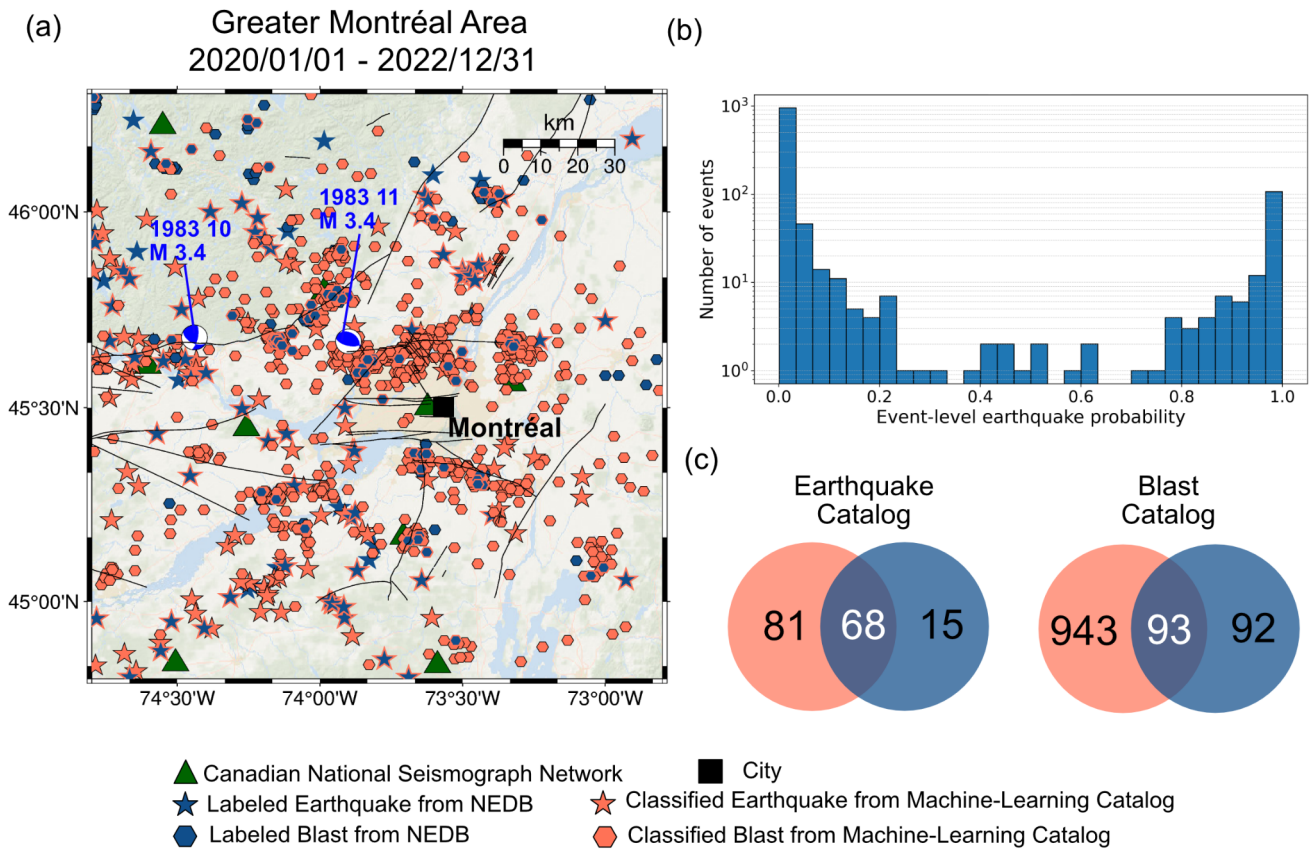 (a)
Greater Montréal Area
2020/01/01 - 2022/12/31
km
0 10 20 30
1983 10
M 3.4
1983 11
M 3.4
Montréal
46°00'N
45°30'N
45°00'N
74°30'W 74°00'W 73°30'W 73°00'W
(b)
Number of events
10³
10²
10¹
10⁰
0.0 0.2 0.4 0.6 0.8 1.0
Event-level earthquake probability
(c)
Earthquake
Catalog
81 68 15
Blast
Catalog
943 93 92
Canadian National Seismograph Network
City
Labeled Earthquake from NEDB
Classified Earthquake from Machine-Learning Catalog
Labeled Blast from NEDB
Classified Blast from Machine-Learning Catalog